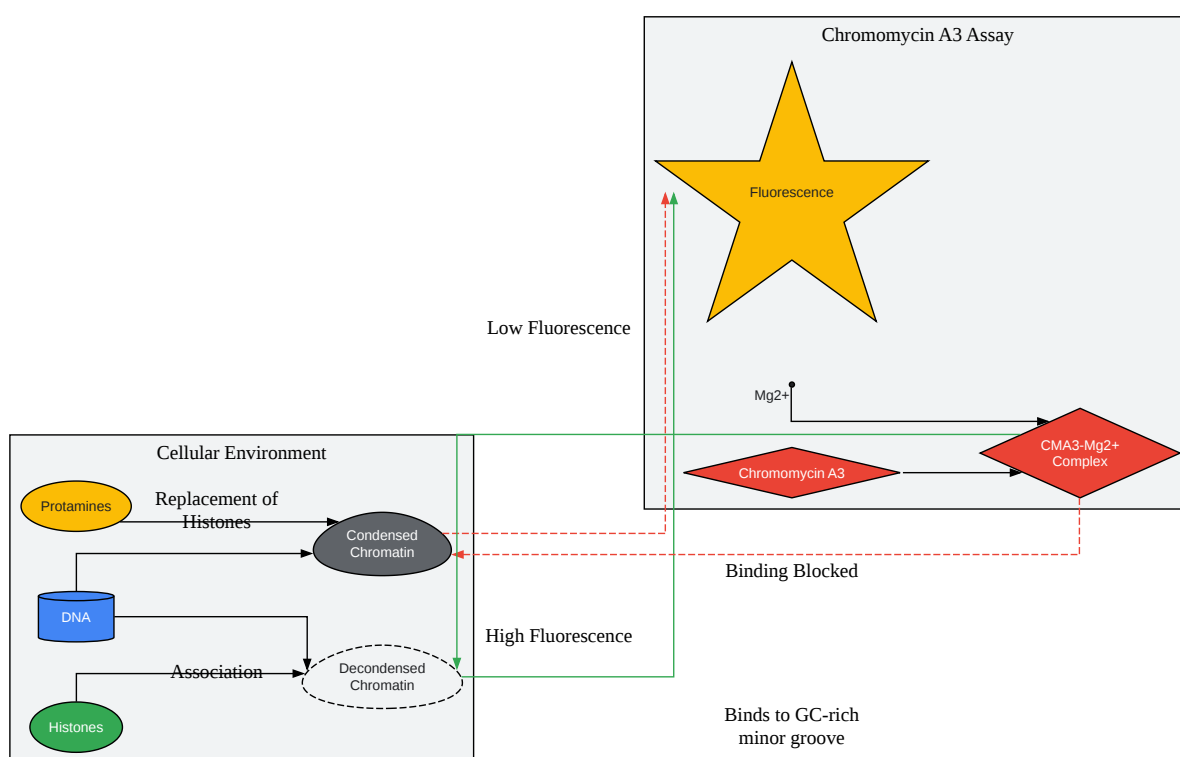 Chromomycin A3 Assay
Fluorescence
Low Fluorescence
Mg2+
CMA3-Mg2+
Complex
Chromomycin A3
Cellular Environment
Protamines
Replacement of
Histones
Condensed
Chromatin
Binding Blocked
DNA
High Fluorescence
Association
Decondensed
Chromatin
Histones
Binds to GC-rich
minor groove